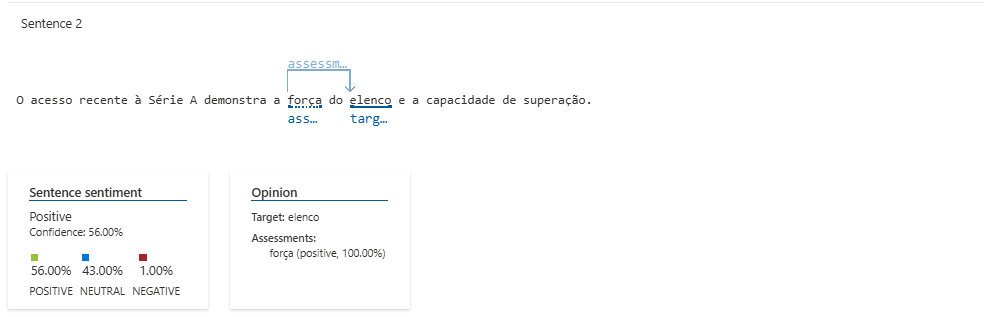 Sentence 2
assessm...
O acesso recente à Série A demonstra a força do elenco e a capacidade de superação.
ass... targ...
Sentence sentiment
Positive
Confidence: 56.00%
56.00% 43.00% 1.00%
POSITIVE NEUTRAL NEGATIVE
Opinion
Target: elenco
Assessments:
força (positive, 100.00%)